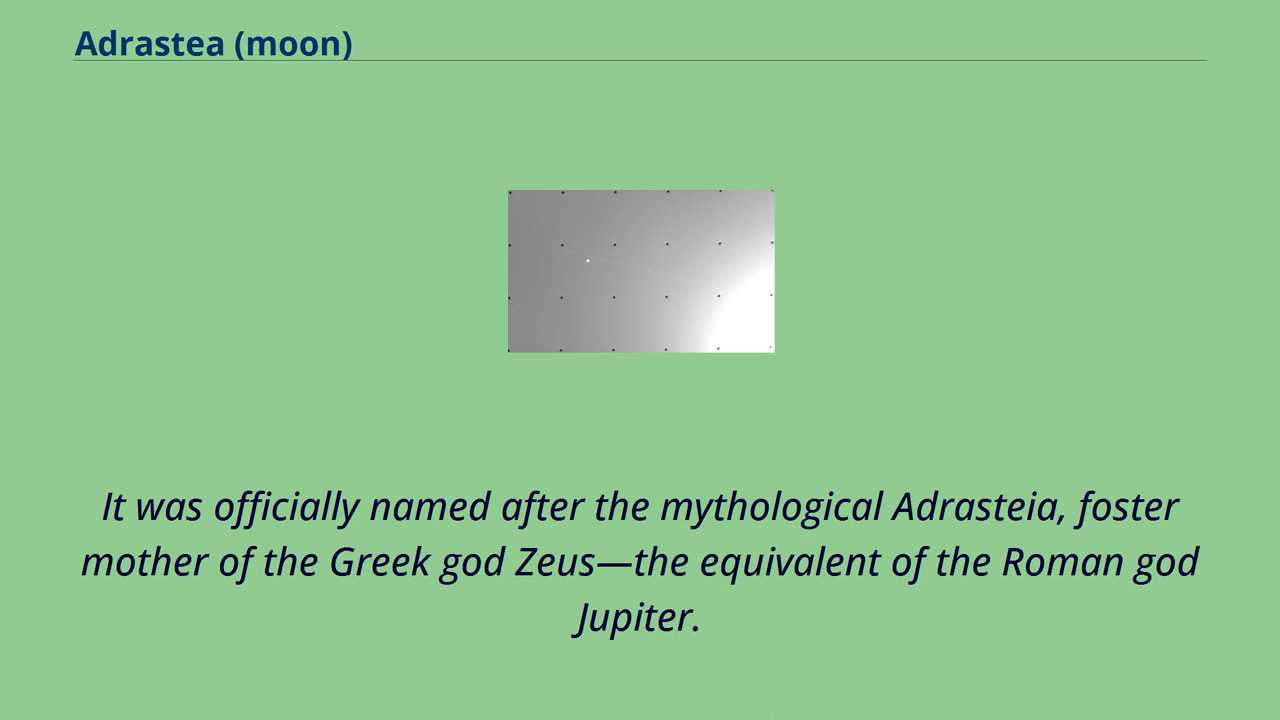 Adrastea (moon)
It was officially named after the mythological Adrasteia, foster
mother of the Greek god Zeus—the equivalent of the Roman god
Jupiter.